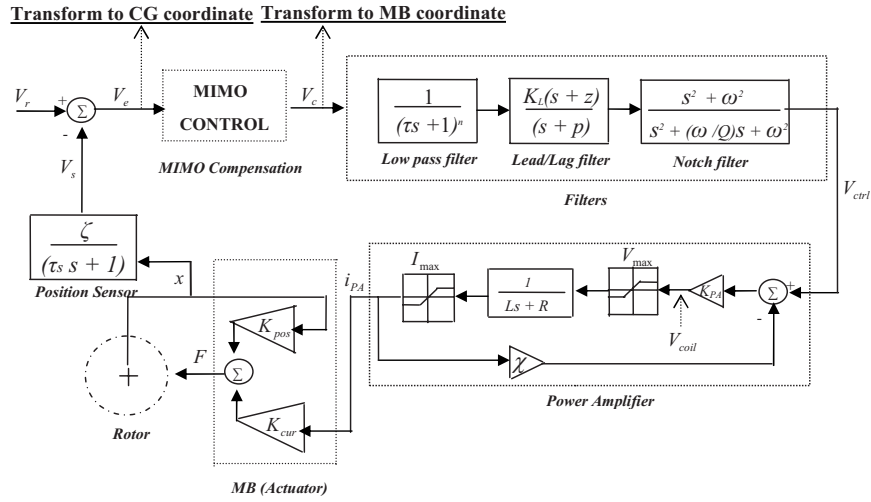 Transform to CG coordinate
Transform to MB coordinate
V_r
+
Σ
-
V_e
MIMO
CONTROL
V_c
MIMO Compensation
1
(τs +1)^n
Low pass filter
K_L(s + z)
(s + p)
Lead/Lag filter
s² + ω²
s² + (ω /Q)s + ω²
Notch filter
Filters
V_ctrl
V_s
ζ
(τ_s s + 1)
Position Sensor
x
i_PA
I_max
1
Ls + R
V_max
K_PA
Σ
+
-
V_coil
χ
Power Amplifier
K_pos
F
Σ
K_cur
+
Rotor
MB (Actuator)